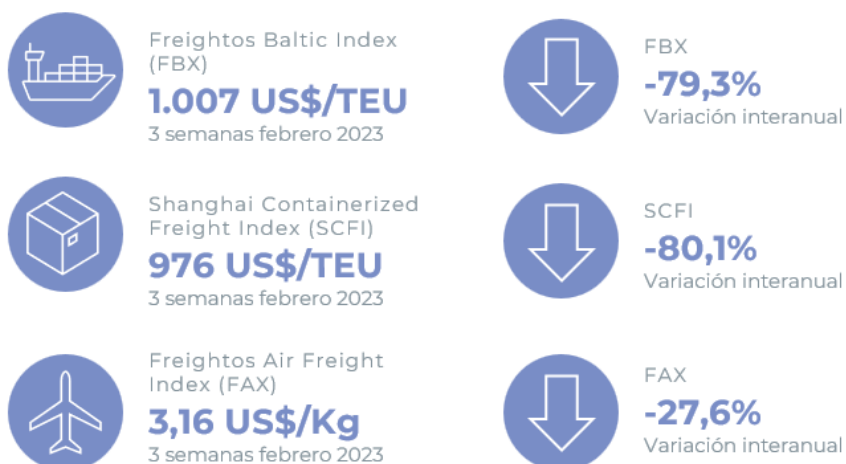 Freightos Baltic Index
(FBX)
1.007 US$/TEU
3 semanas febrero 2023
FBX
-79,3%
Variación interanual
Shanghai Containerized
Freight Index (SCFI)
976 US$/TEU
3 semanas febrero 2023
SCFI
-80,1%
Variación interanual
Freightos Air Freight
Index (FAX)
3,16 US$/Kg
3 semanas febrero 2023
FAX
-27,6%
Variación interanual